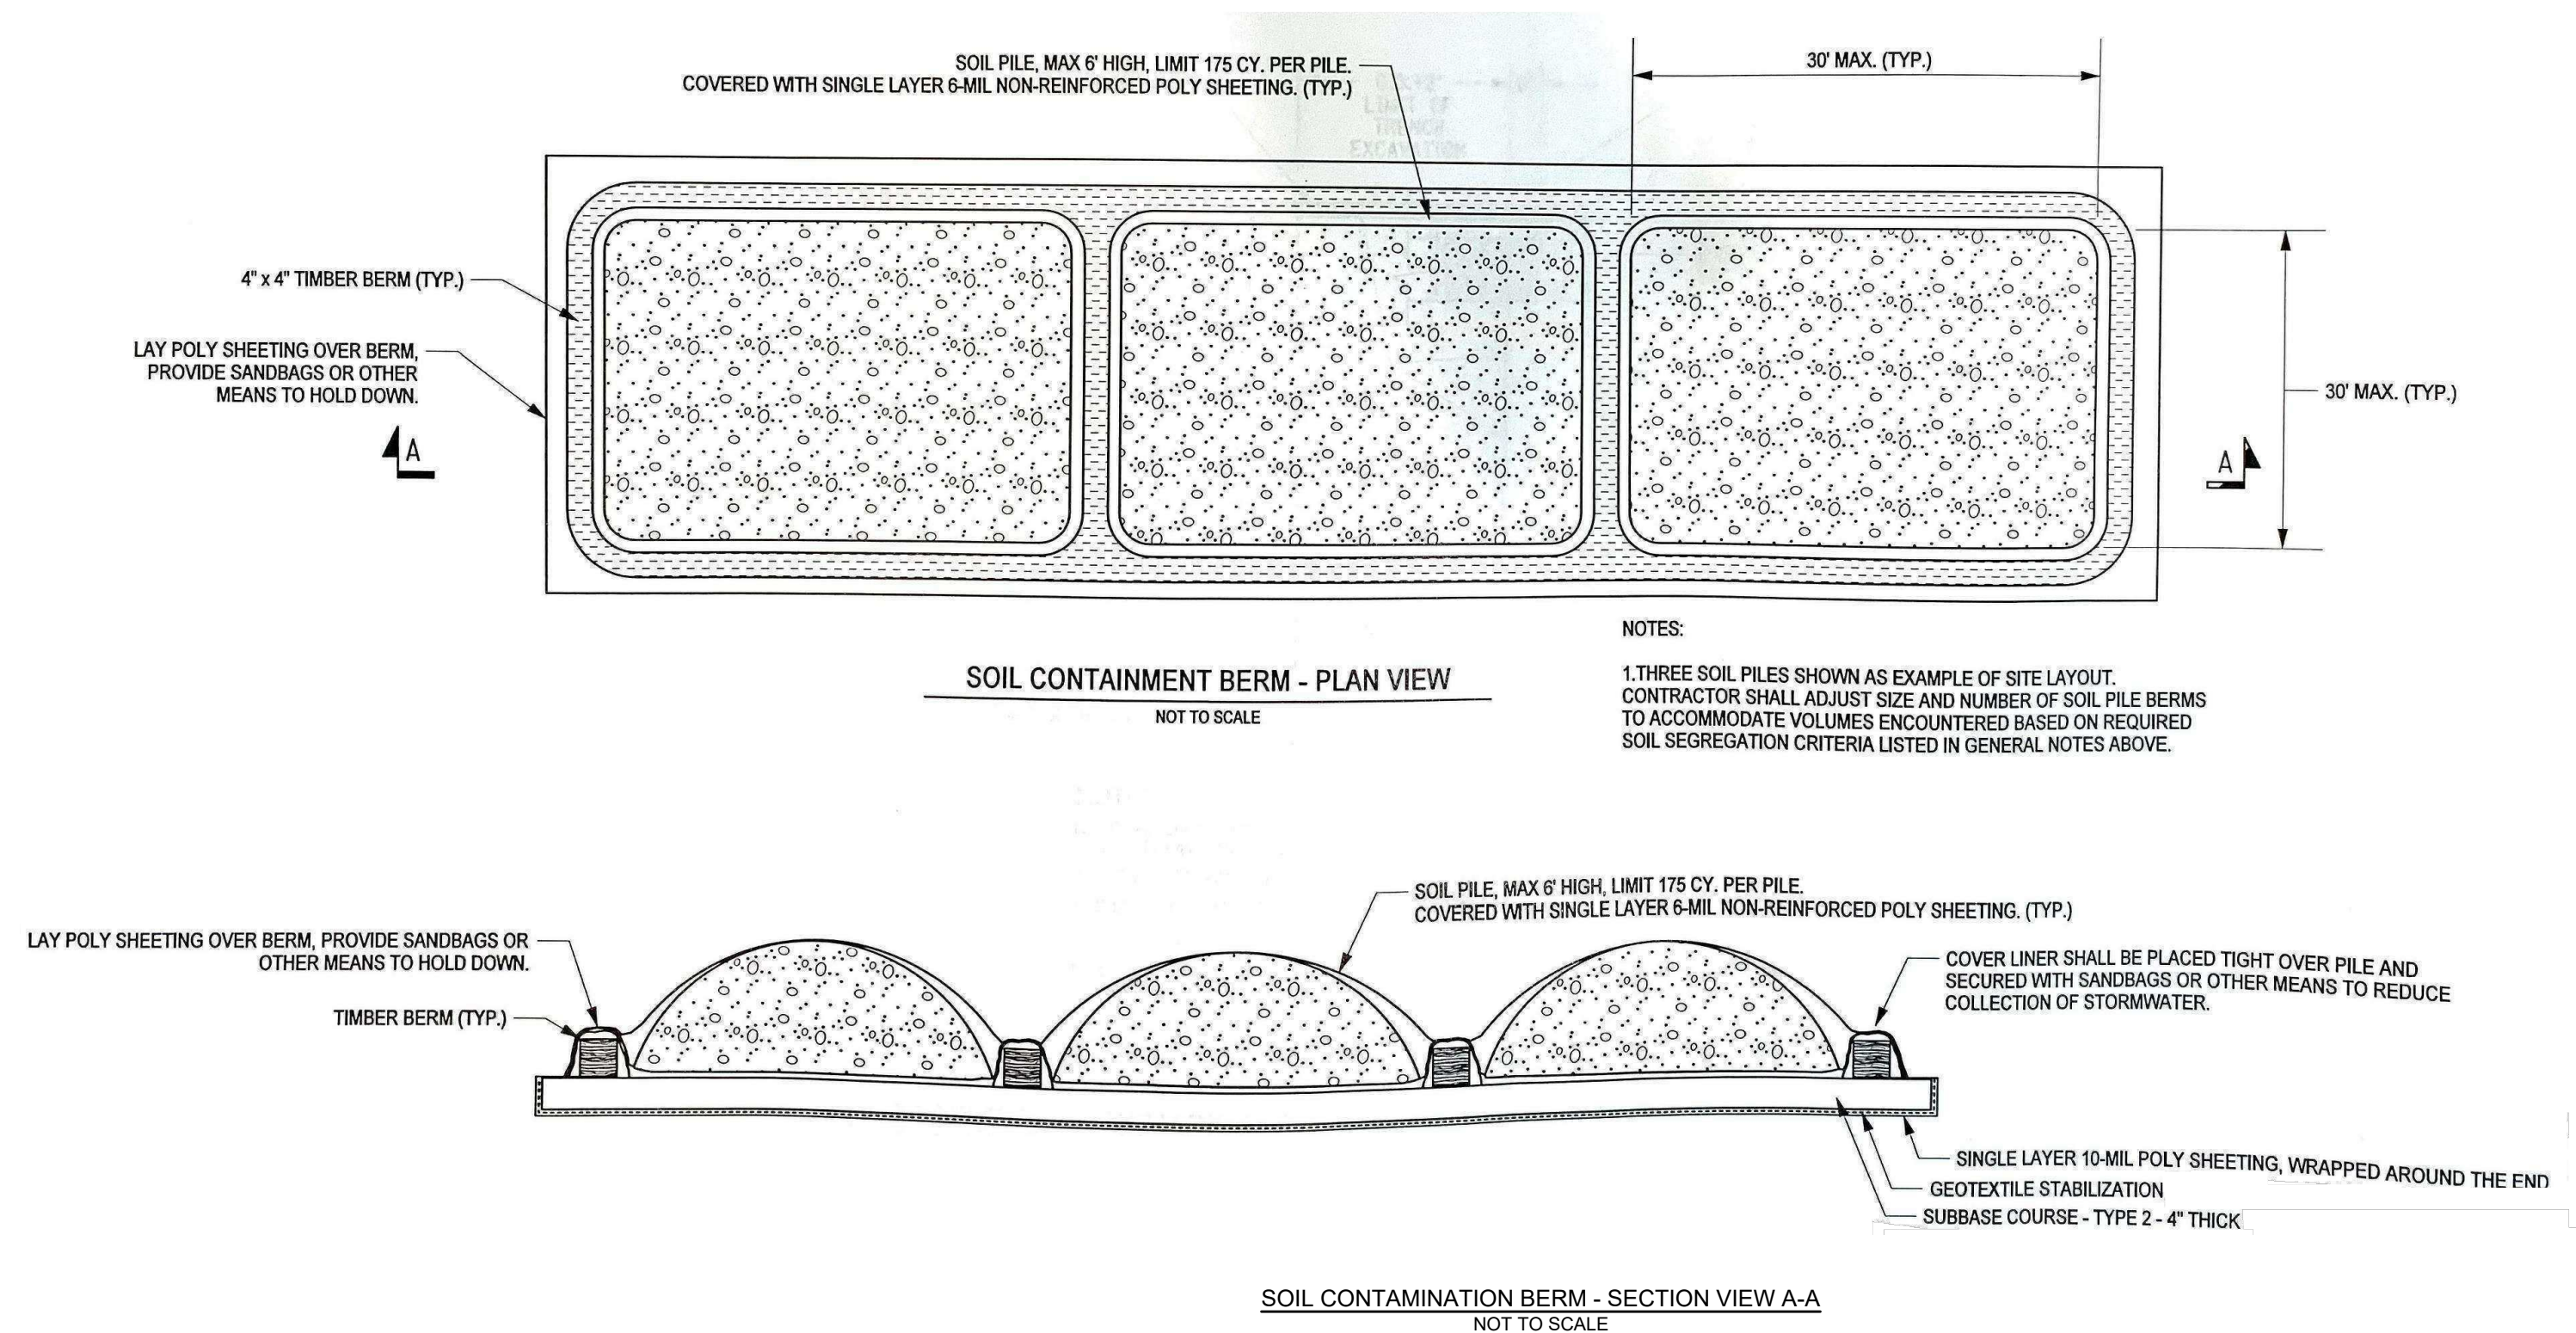 SOIL PILE, MAX 6' HIGH, LIMIT 175 CY. PER PILE.
COVERED WITH SINGLE LAYER 6-MIL NON-REINFORCED POLY SHEETING. (TYP.)
30' MAX. (TYP.)
LIMIT OF
TRENCH
EXCAVATION
4" x 4" TIMBER BERM (TYP.)
LAY POLY SHEETING OVER BERM,
PROVIDE SANDBAGS OR OTHER
MEANS TO HOLD DOWN.
30' MAX. (TYP.)
A
A
SOIL CONTAINMENT BERM - PLAN VIEW
NOT TO SCALE
NOTES:
1.THREE SOIL PILES SHOWN AS EXAMPLE OF SITE LAYOUT.
CONTRACTOR SHALL ADJUST SIZE AND NUMBER OF SOIL PILE BERMS
TO ACCOMMODATE VOLUMES ENCOUNTERED BASED ON REQUIRED
SOIL SEGREGATION CRITERIA LISTED IN GENERAL NOTES ABOVE.
SOIL PILE, MAX 6' HIGH, LIMIT 175 CY. PER PILE.
COVERED WITH SINGLE LAYER 6-MIL NON-REINFORCED POLY SHEETING. (TYP.)
LAY POLY SHEETING OVER BERM, PROVIDE SANDBAGS OR
OTHER MEANS TO HOLD DOWN.
TIMBER BERM (TYP.)
COVER LINER SHALL BE PLACED TIGHT OVER PILE AND
SECURED WITH SANDBAGS OR OTHER MEANS TO REDUCE
COLLECTION OF STORMWATER.
SINGLE LAYER 10-MIL POLY SHEETING, WRAPPED AROUND THE END
GEOTEXTILE STABILIZATION
SUBBASE COURSE - TYPE 2 - 4" THICK
SOIL CONTAMINATION BERM - SECTION VIEW A-A
NOT TO SCALE